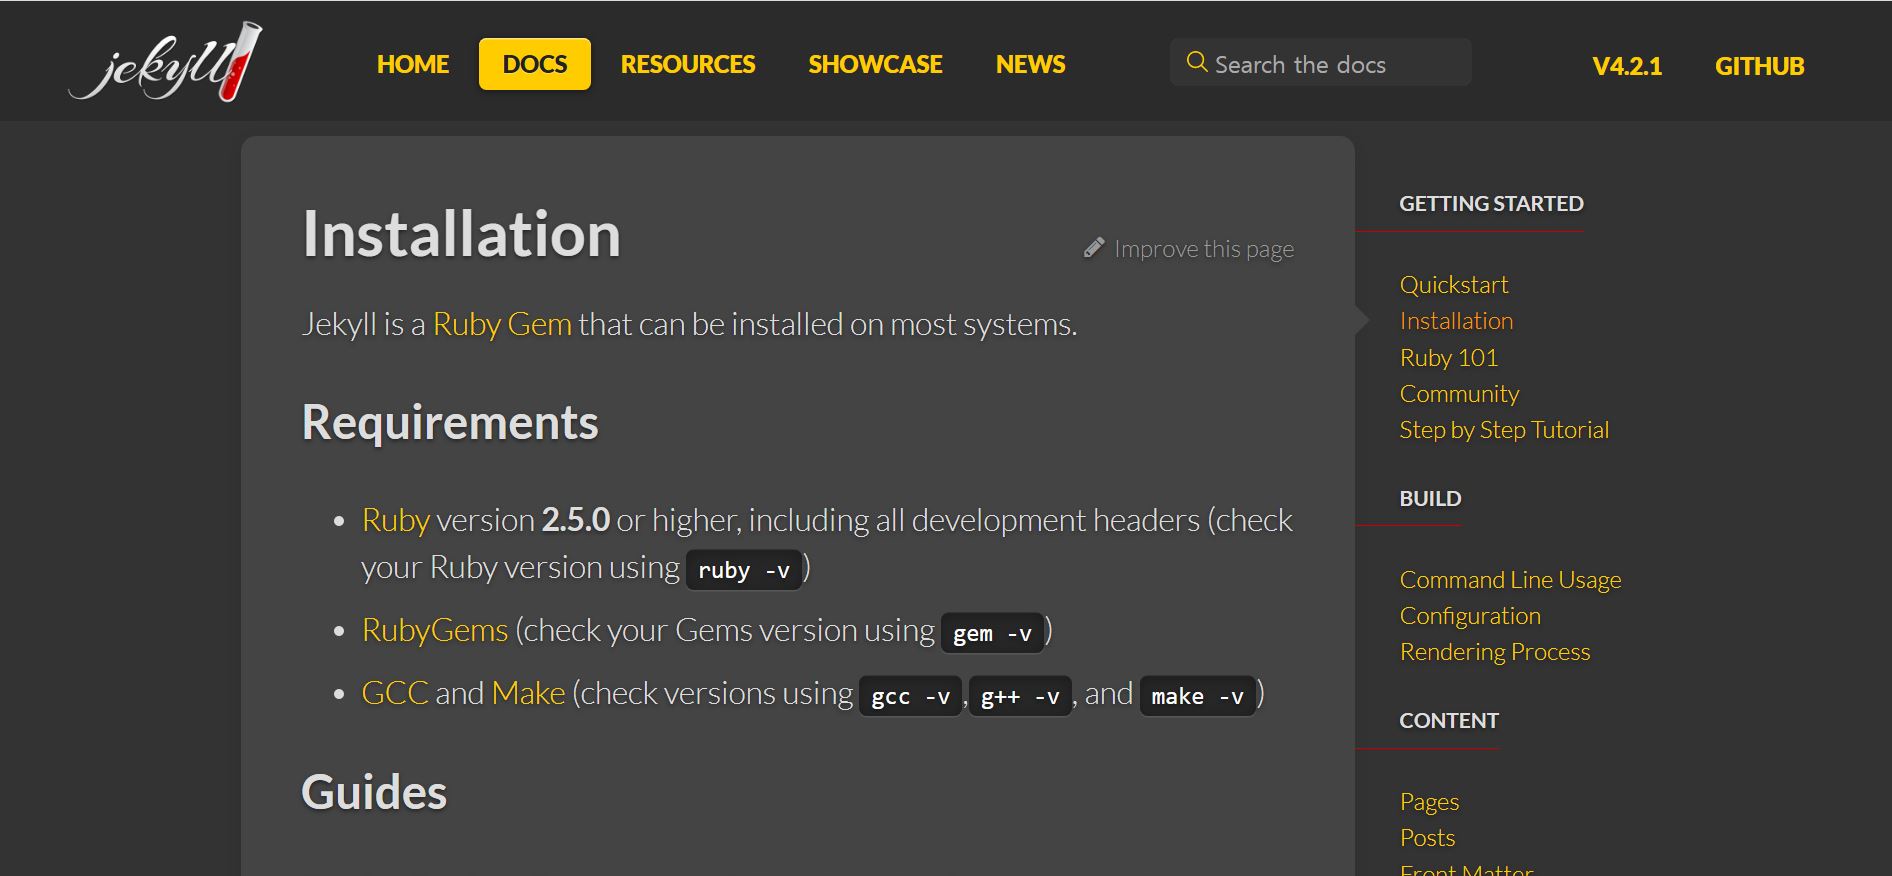 jekyll
HOME DOCS RESOURCES SHOWCASE NEWS Search the docs V4.2.1 GITHUB
Installation
Improve this page
Jekyll is a Ruby Gem that can be installed on most systems.
Requirements
Ruby version 2.5.0 or higher, including all development headers (check
your Ruby version using ruby -v)
RubyGems (check your Gems version using gem -v)
GCC and Make (check versions using gcc -v, g++ -v, and make -v)
Guides
GETTING STARTED
Quickstart
Installation
Ruby 101
Community
Step by Step Tutorial
BUILD
Command Line Usage
Configuration
Rendering Process
CONTENT
Pages
Posts
Front Matter